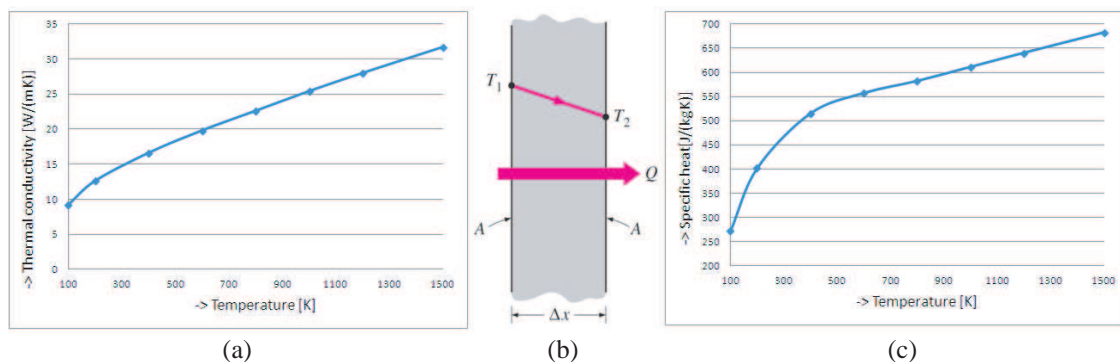 -> Thermal conductivity [W/(mK)]
35
30
25
20
15
10
5
0
100 300 500 700 900 1100 1300 1500
-> Temperature [K]
(a)
T1
T2
Q
A A
Δx
(b)
-> Specific heat[J/(kgK)]
700
650
600
550
500
450
400
350
300
250
200
100 300 500 700 900 1100 1300 1500
-> Temperature [K]
(c)